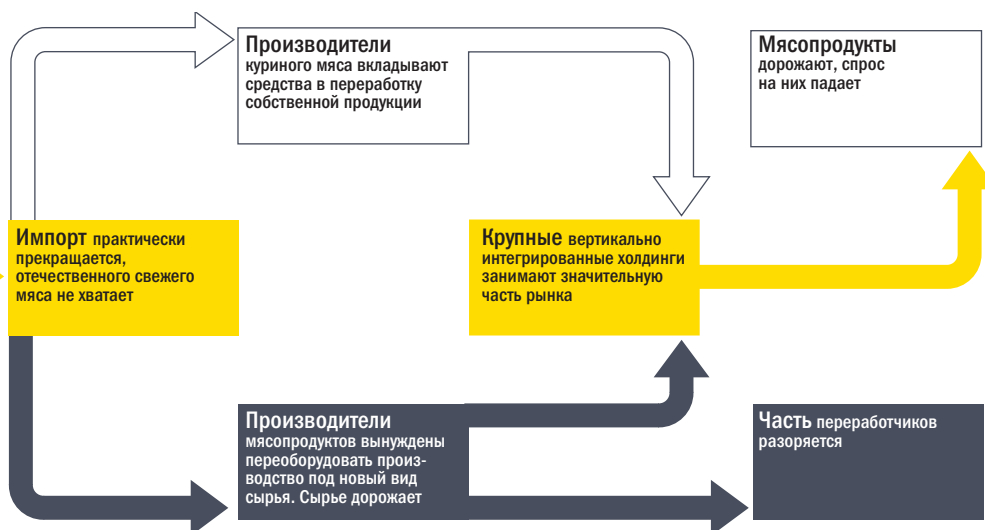 Производители
куриного мяса вкладывают
средства в переработку
собственной продукции
Мясопродукты
дорожают, спрос
на них падает
Импорт практически
прекращается,
отечественного свежего
мяса не хватает
Крупные вертикально
интегрированные холдинги
занимают значительную
часть рынка
Производители
мясопродуктов вынуждены
переоборудовать произ-
водство под новый вид
сырья. Сырье дорожает
Часть переработчиков
разоряется